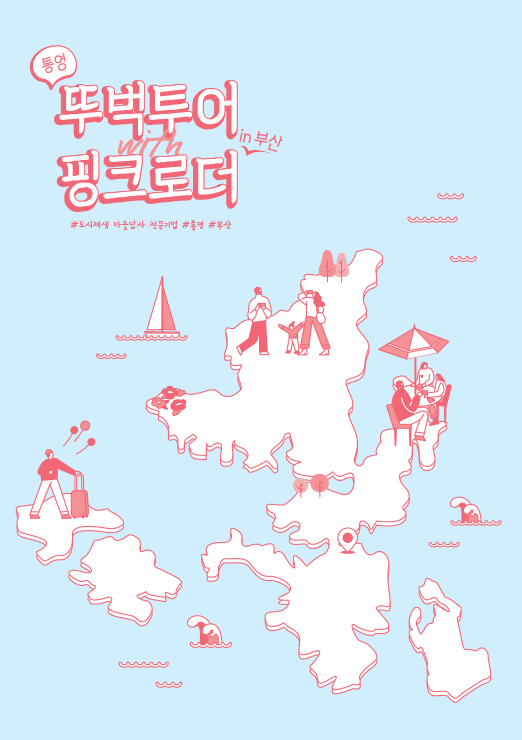 통영
뚜벅투어
with
in 부산
핑크로더
#도시재생 마을답사 전문기업 #통영 #부산